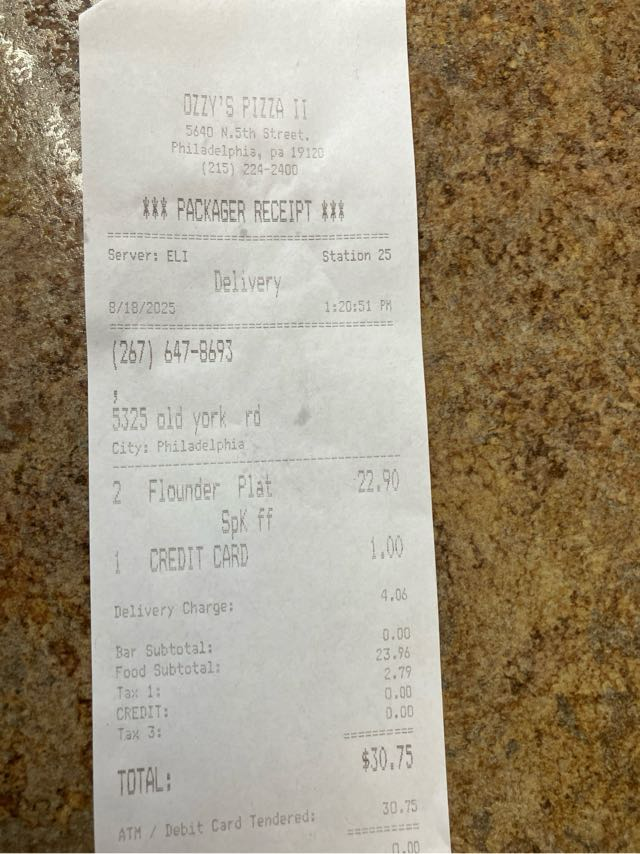 OZZY'S PIZZA II
5640 N.5th Street.
Philadelphia, pa 19120
(215) 224-2400
*** PACKAGER RECEIPT ***
========================================
Server: ELI Station 25
Delivery
8/18/2025 1:20:51 PM
========================================
(267) 647-8693
,
5325 old york rd
City: Philadelphia
----------------------------------------
2 Flounder Plat 22.90
SpK ff
1 CREDIT CARD 1.00
Delivery Charge: 4.06
Bar Subtotal: 0.00
Food Subtotal: 23.96
Tax 1: 2.79
CREDIT: 0.00
Tax 3: 0.00
==========
TOTAL: $30.75
ATM / Debit Card Tendered: 30.75
==========
0.00